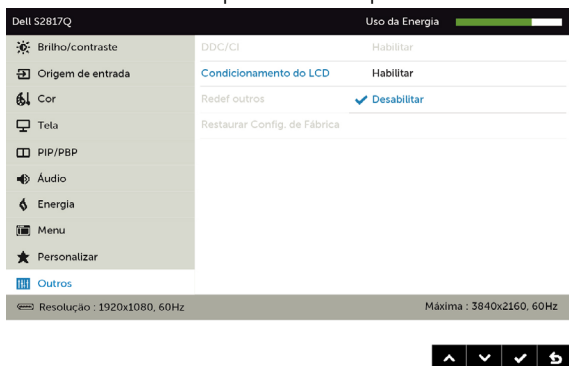 Dell S2817Q Uso da Energia
Brilho/contraste DDC/CI Habilitar
Origem de entrada Condicionamento do LCD Habilitar
Cor Redef outros Desabilitar
Tela Restaurar Config. de Fábrica
PIP/PBP
Áudio
Energia
Menu
Personalizar
Outros
Resolução : 1920x1080, 60Hz Máxima : 3840x2160, 60Hz